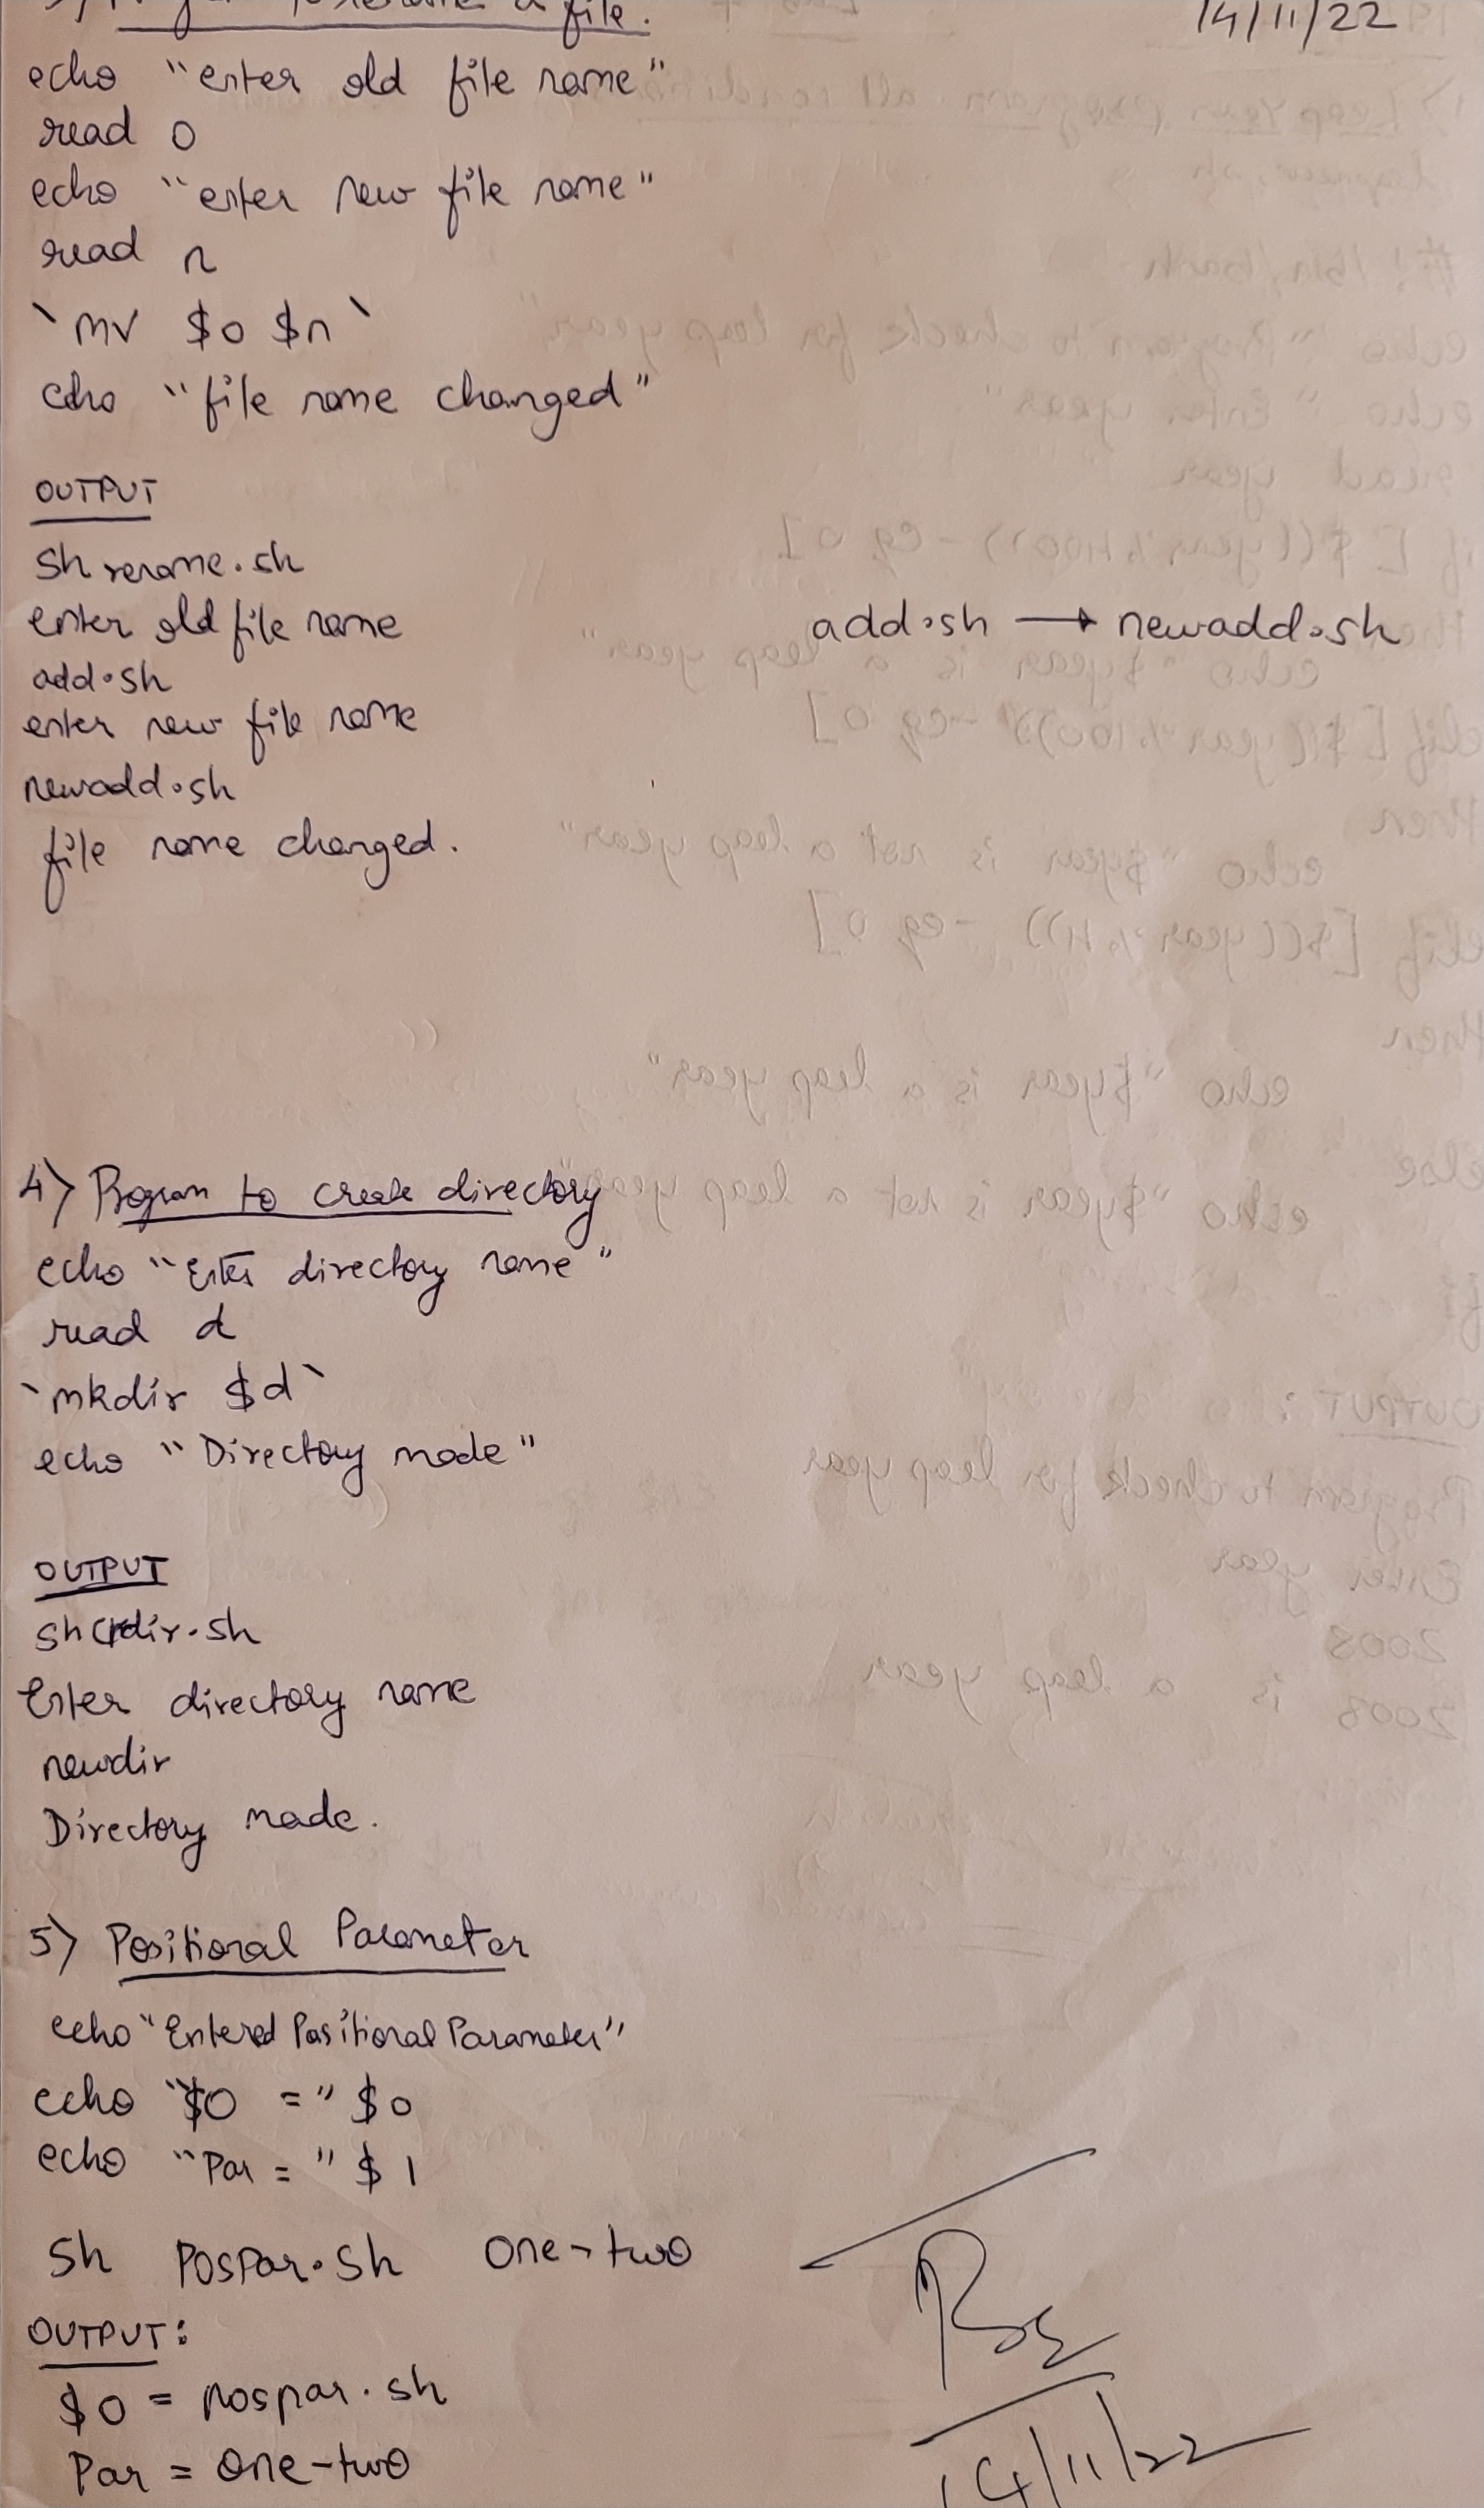 to rename a file.
14/11/22
echo "enter old file name"
read o
echo "enter new file name"
read n
`mv $o $n`
echo "file name changed"
OUTPUT
sh rename.sh
enter old file name
add.sh → newadd.sh
add.sh
enter new file name
newadd.sh
file name changed.
4) Program to create directory
echo "Enter directory name"
read d
`mkdir $d`
echo "Directory made"
OUTPUT
sh crdir.sh
Enter directory name
newdir
Directory made.
5) Positional Parameter
echo "Entered Positional Parameter"
echo "$0 =" $0
echo "Par = " $1
sh pospar.sh one-two
OUTPUT:
$0 = pospar.sh
Par = one-two
14/11/22